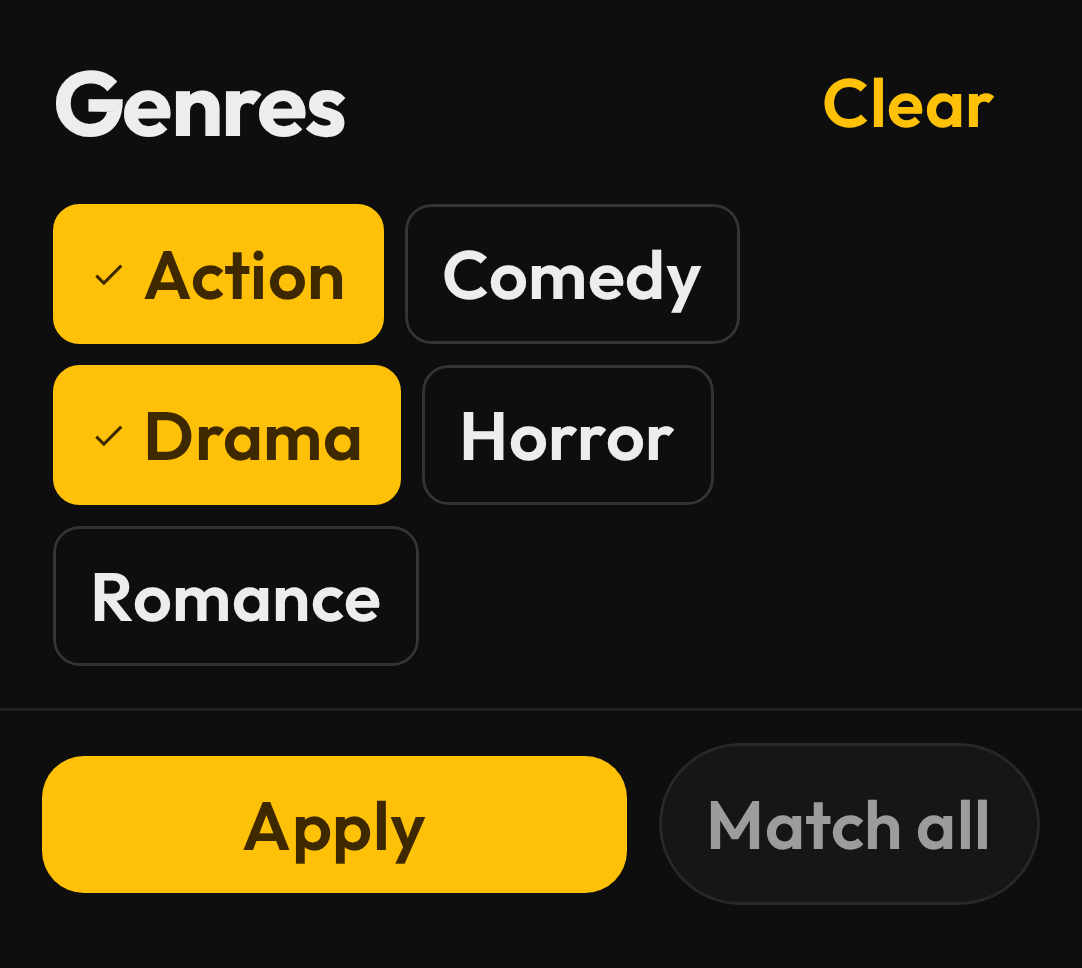 Genres Clear
Action Comedy
Drama Horror
Romance
Apply Match all